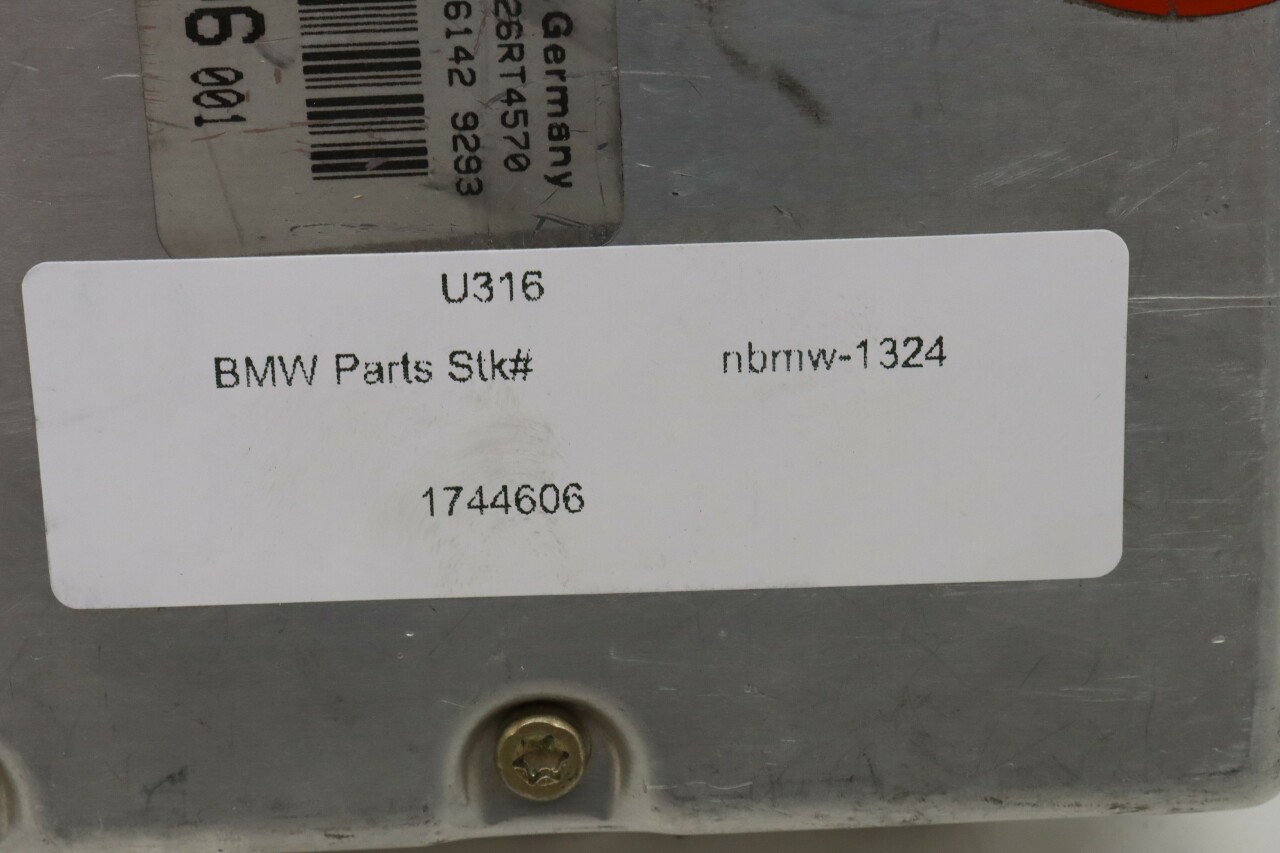 6 001
6142 9293
26RT4570
Germany
U316
BMW Parts Stk# nbmw-1324
1744606